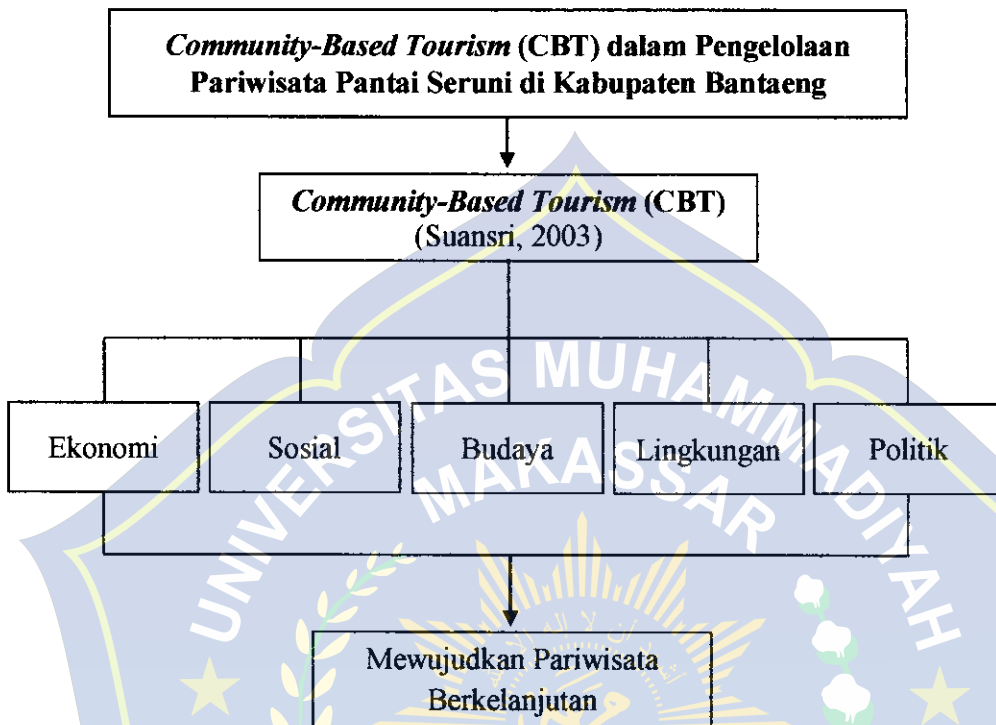 Community-Based Tourism (CBT) dalam Pengelolaan
Pariwisata Pantai Seruni di Kabupaten Bantaeng
Community-Based Tourism (CBT)
(Suansri, 2003)
Ekonomi
Sosial
Budaya
Lingkungan
Politik
Mewujudkan Pariwisata
Berkelanjutan
UNIVERSITAS MUHAMMADIYAH
MAKASSAR